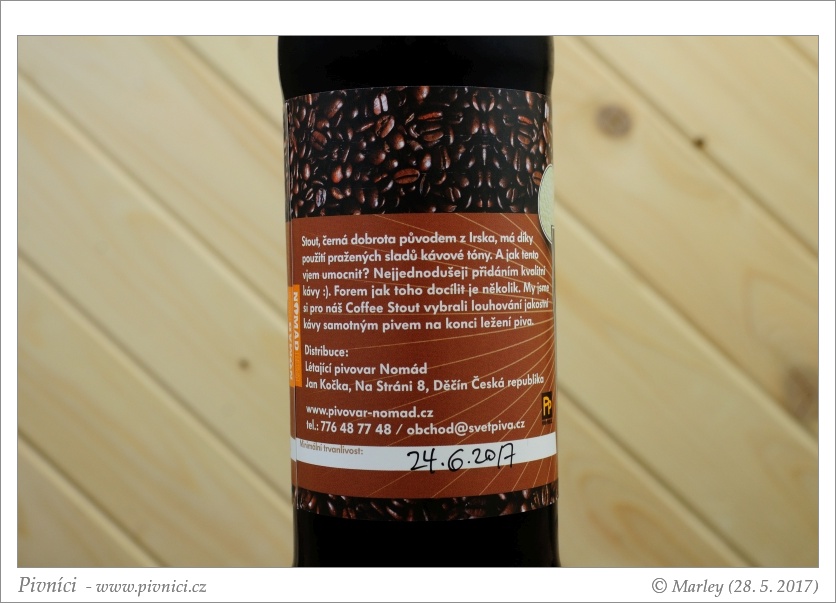 Stout, černá dobrota původem z Irska, má díky
použití pražených sladů kávové tóny. A jak tento
vjem umocnit? Nejjednodušeji přidáním kvalitní
kávy :). Forem jak toho docílit je několik. My jsme
si pro náš Coffee Stout vybrali louhování jakostní
kávy samotným pivem na konci ležení piva.
Distribuce:
Létající pivovar Nomád
Jan Kočka, Na Stráni 8, Děčín Česká republika
www.pivovar-nomad.cz
tel.: 776 48 77 48 / obchod@svetpiva.cz
Minimální trvanlivost:
24.6.2017
NOMÁD
Pivníci - www.pivnici.cz
© Marley (28. 5. 2017)